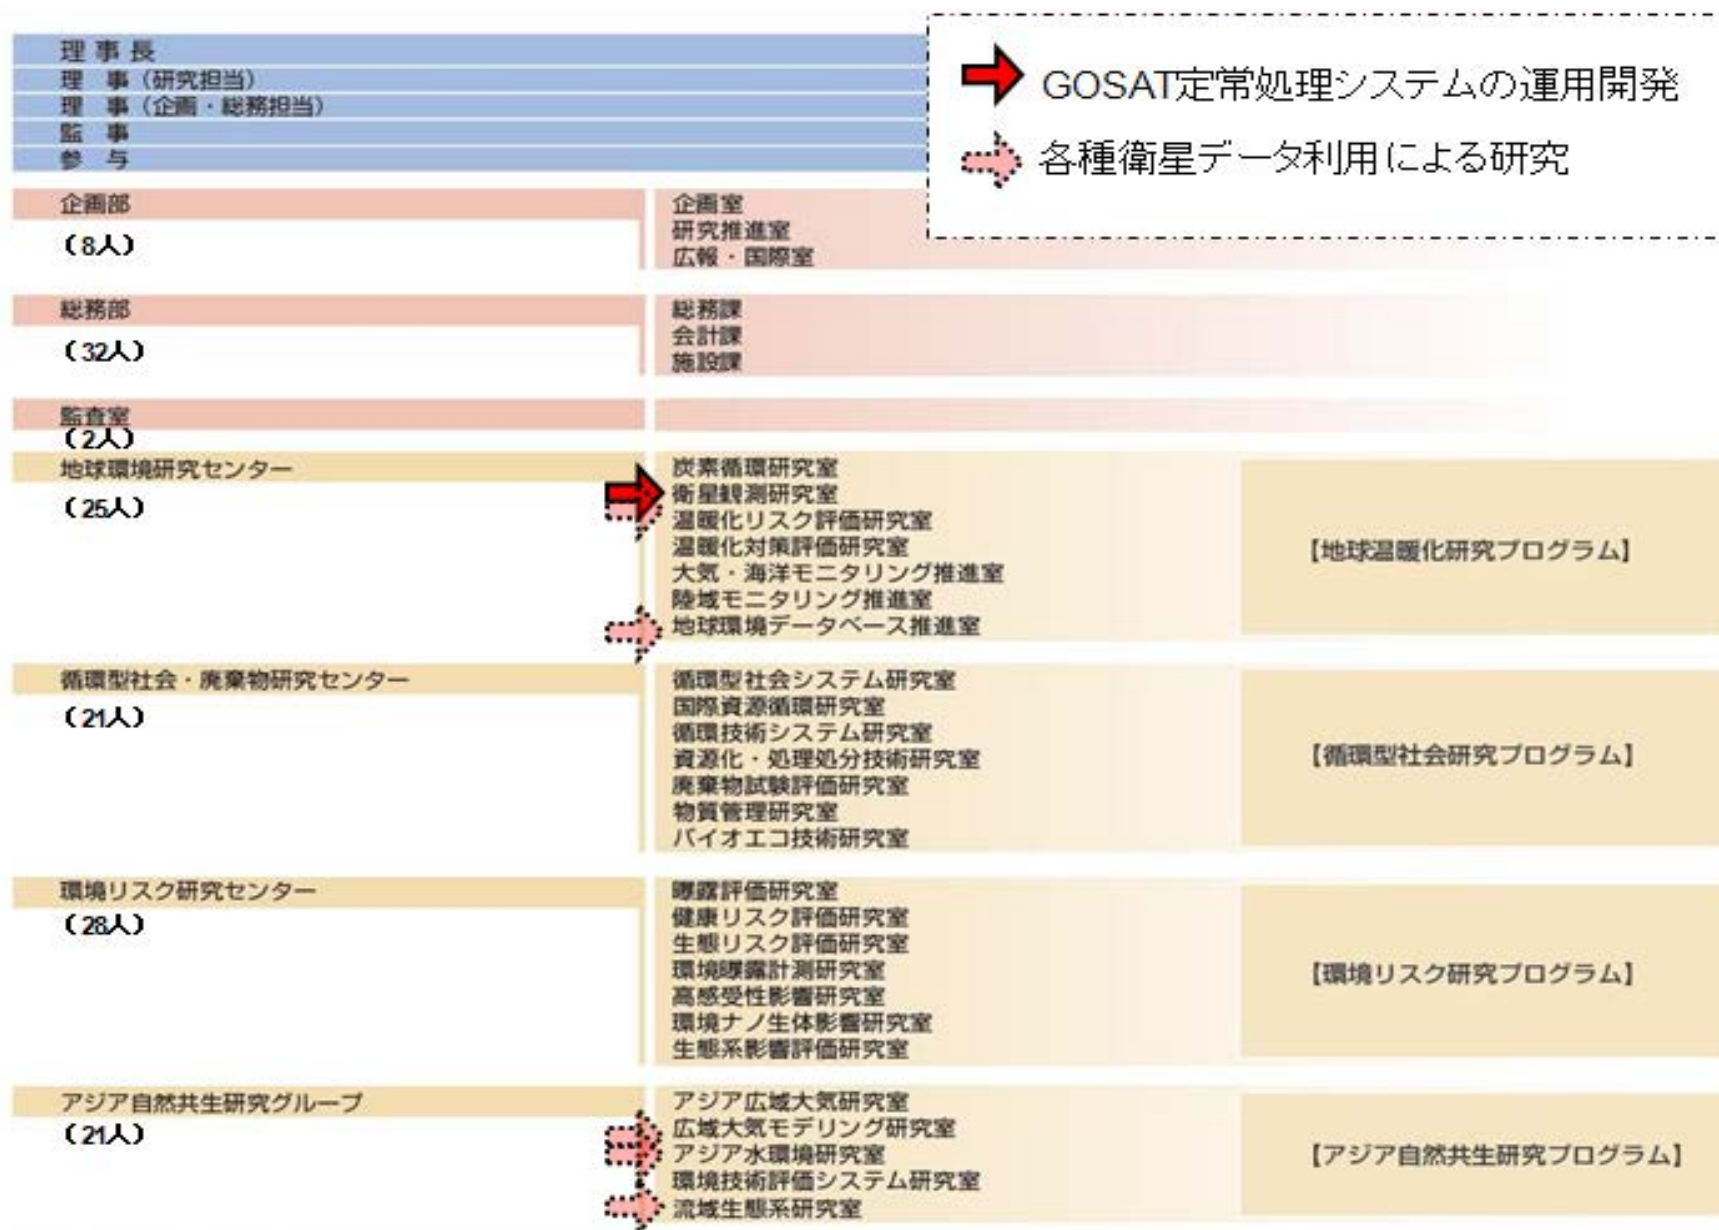 理 事 長
理　事（研究担当）
理　事（企画・総務担当）
監　事
参　与
GOSAT定常処理システムの運用開発
各種衛星データ利用による研究
企画部
（8人）
企画室
研究推進室
広報・国際室
総務部
（32人）
総務課
会計課
施設課
監査室
（2人）
地球環境研究センター
（25人）
炭素循環研究室
衛星観測研究室
温暖化リスク評価研究室
温暖化対策評価研究室
大気・海洋モニタリング推進室
陸域モニタリング推進室
地球環境データベース推進室
【地球温暖化研究プログラム】
循環型社会・廃棄物研究センター
（21人）
循環型社会システム研究室
国際資源循環研究室
循環技術システム研究室
資源化・処理処分技術研究室
廃棄物試験評価研究室
物質管理研究室
バイオエコ技術研究室
【循環型社会研究プログラム】
環境リスク研究センター
（28人）
曝露評価研究室
健康リスク評価研究室
生態リスク評価研究室
環境曝露計測研究室
高感受性影響研究室
環境ナノ生体影響研究室
生態系影響評価研究室
【環境リスク研究プログラム】
アジア自然共生研究グループ
（21人）
アジア広域大気研究室
広域大気モデリング研究室
アジア水環境研究室
環境技術評価システム研究室
流域生態系研究室
【アジア自然共生研究プログラム】